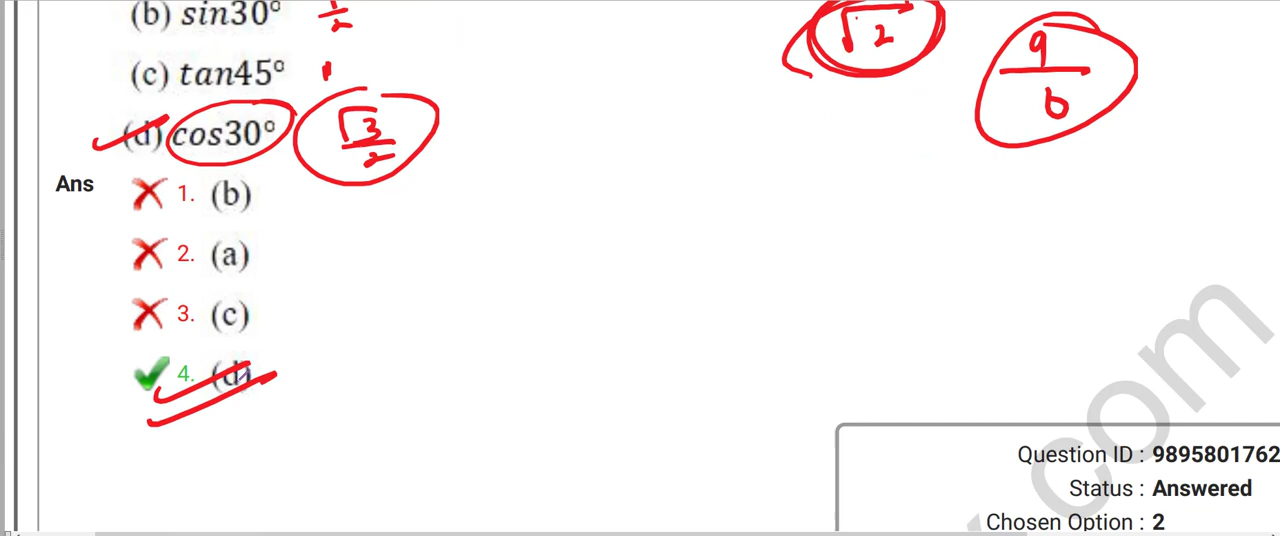 (b) sin30° 1/2
√2
9/6
(c) tan45° 1
(d) cos30° √3/2
Ans
1. (b)
2. (a)
3. (c)
4. (d)
Question ID : 9895801762
Status : Answered
Chosen Option : 2
.com